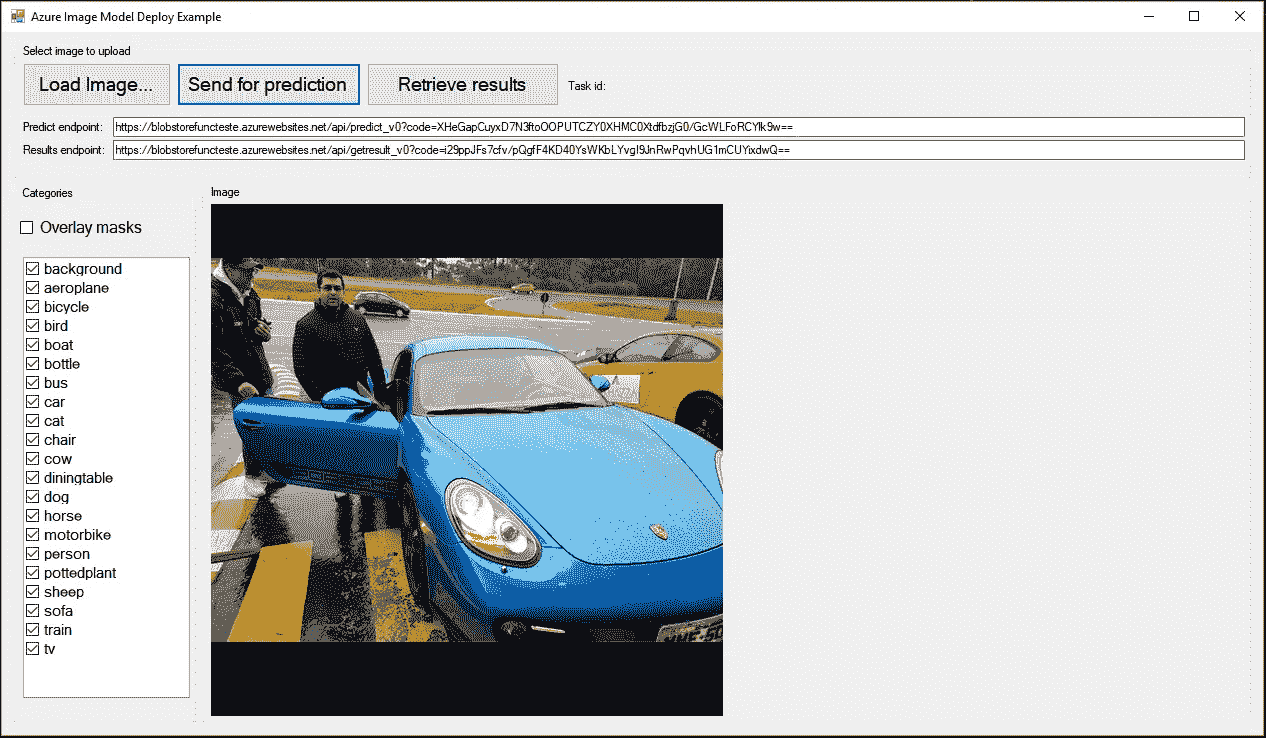 Azure Image Model Deploy Example
Select image to upload
Load Image... Send for prediction Retrieve results Task id:
Predict endpoint: https://blobstorefuncteste.azurewebsites.net/api/predict_v0?code=XHeGapCuyxD7N3ftoOOPUTCZY0XHMC0XtdfbzjG0/GcWLFoRCYlk9w==
Results endpoint: https://blobstorefuncteste.azurewebsites.net/api/getresult_v0?code=i29ppJFs7cfv/pQgfF4KD40YsWKbLYvgI9JnRwPqvhUG1mCUYixdwQ==
Categories
Image
Overlay masks
background
aeroplane
bicycle
bird
boat
bottle
bus
car
cat
chair
cow
diningtable
dog
horse
motorbike
person
pottedplant
sheep
sofa
train
tv